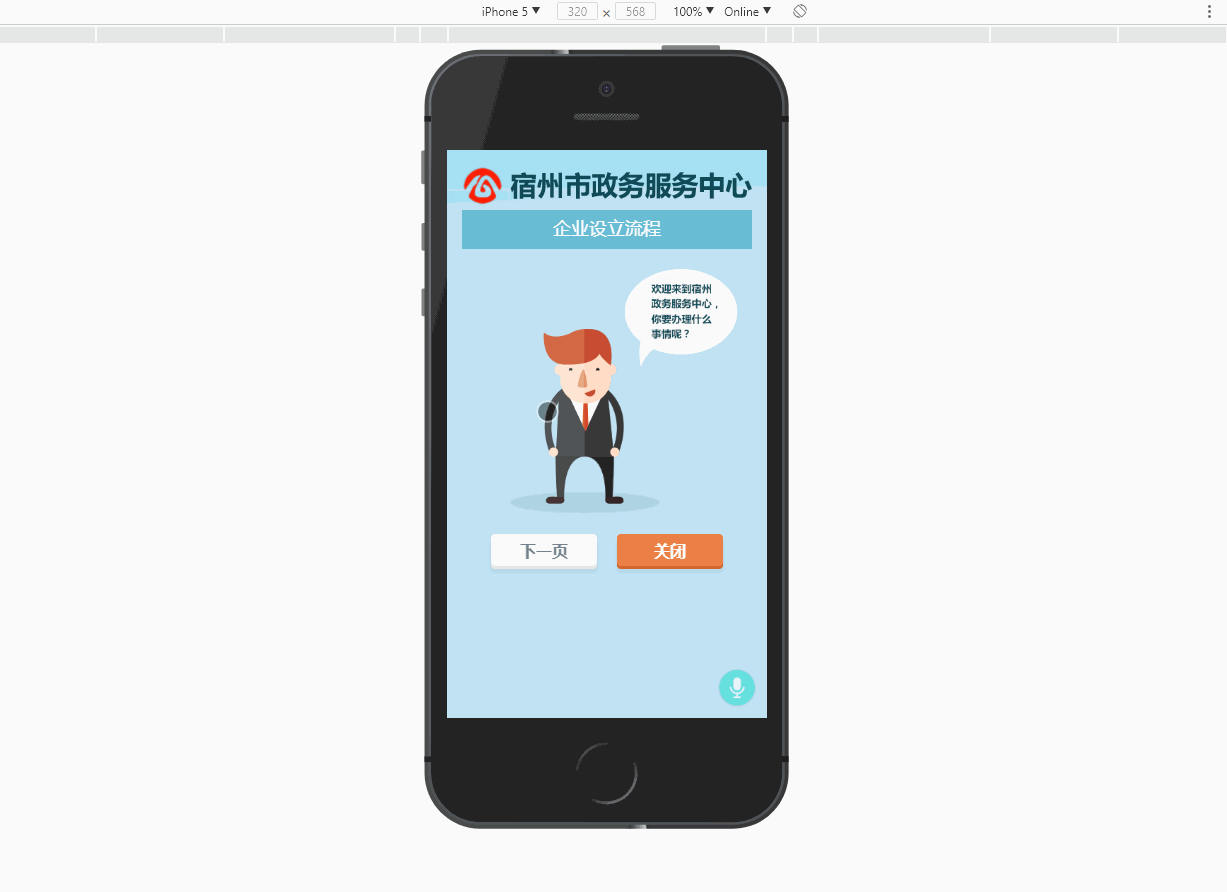 iPhone 5 ▼ 320 × 568 100% ▼ Online ▼
宿州市政务服务中心
企业设立流程
欢迎来到宿州
政务服务中心，
你要办理什么
事情呢？
下一页 关闭